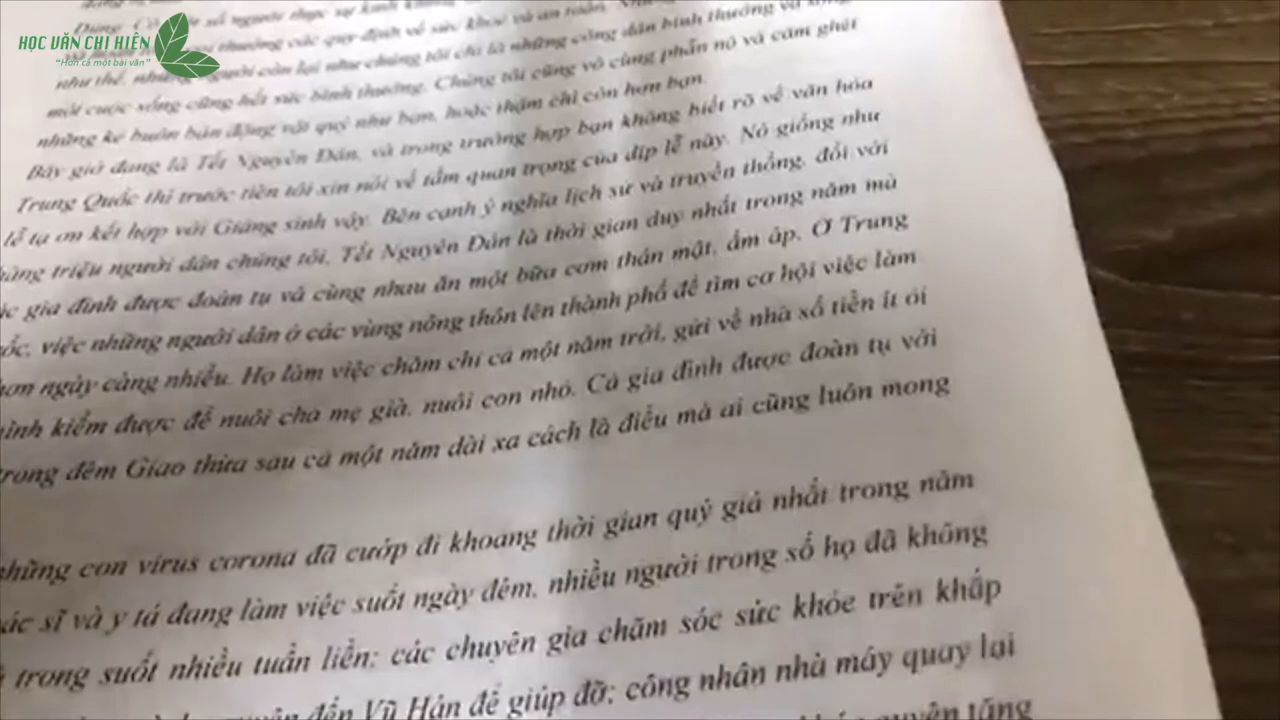 HỌC VĂN CHỊ HIÊN
"Hơn cả một bài văn"
số người thực sự kinh
thường các quy định về sức khoẻ và an toàn.
như thế, những người còn lại như chúng tôi chỉ là những công dân bình thường và sống
một cuộc sống cũng hết sức bình thường. Chúng tôi cũng vô cùng phẫn nộ và căm ghét
những kẻ buôn bán động vật quý như bạn, hoặc thậm chí còn hơn bạn.
Bây giờ đang là Tết Nguyên Đán, và trong trường hợp bạn không biết rõ về văn hóa
Trung Quốc thì trước tiên tôi xin nói về tầm quan trọng của dịp lễ này. Nó giống như
lễ tạ ơn kết hợp với Giáng sinh vậy. Bên cạnh ý nghĩa lịch sử và truyền thống, đối với
hàng triệu người dân chúng tôi, Tết Nguyên Đán là thời gian duy nhất trong năm mà
gia đình được đoàn tụ và cùng nhau ăn một bữa cơm thân mật, ấm áp. Ở Trung
việc những người dân ở các vùng nông thôn lên thành phố để tìm cơ hội việc làm
ngày càng nhiều. Họ làm việc chăm chỉ cả một năm trời, gửi về nhà số tiền ít ỏi
mình kiếm được để nuôi cha mẹ già, nuôi con nhỏ. Cả gia đình được đoàn tụ với
trong đêm Giao thừa sau cả một năm dài xa cách là điều mà ai cũng luôn mong
những con virus corona đã cướp đi khoảng thời gian quý giá nhất trong năm
sĩ và y tá đang làm việc suốt ngày đêm, nhiều người trong số họ đã không
trong suốt nhiều tuần liền; các chuyên gia chăm sóc sức khỏe trên khắp
đến Vũ Hán để giúp đỡ; công nhân nhà máy quay lại